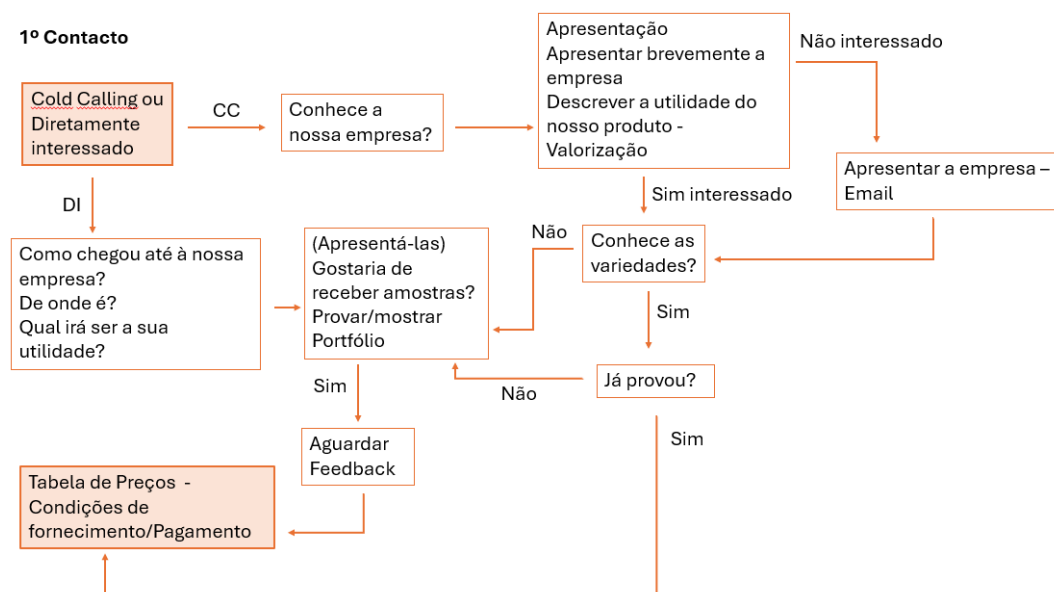 1º Contacto
Cold Calling ou
Diretamente
interessado
CC
Conhece a
nossa empresa?
Apresentação
Apresentar brevemente a
empresa
Descrever a utilidade do
nosso produto -
Valorização
Não interessado
Apresentar a empresa –
Email
Sim interessado
DI
Como chegou até à nossa
empresa?
De onde é?
Qual irá ser a sua
utilidade?
(Apresentá-las)
Gostaria de
receber amostras?
Provar/mostrar
Portfólio
Não
Conhece as
variedades?
Sim
Já provou?
Não
Sim
Sim
Aguardar
Feedback
Tabela de Preços -
Condições de
fornecimento/Pagamento